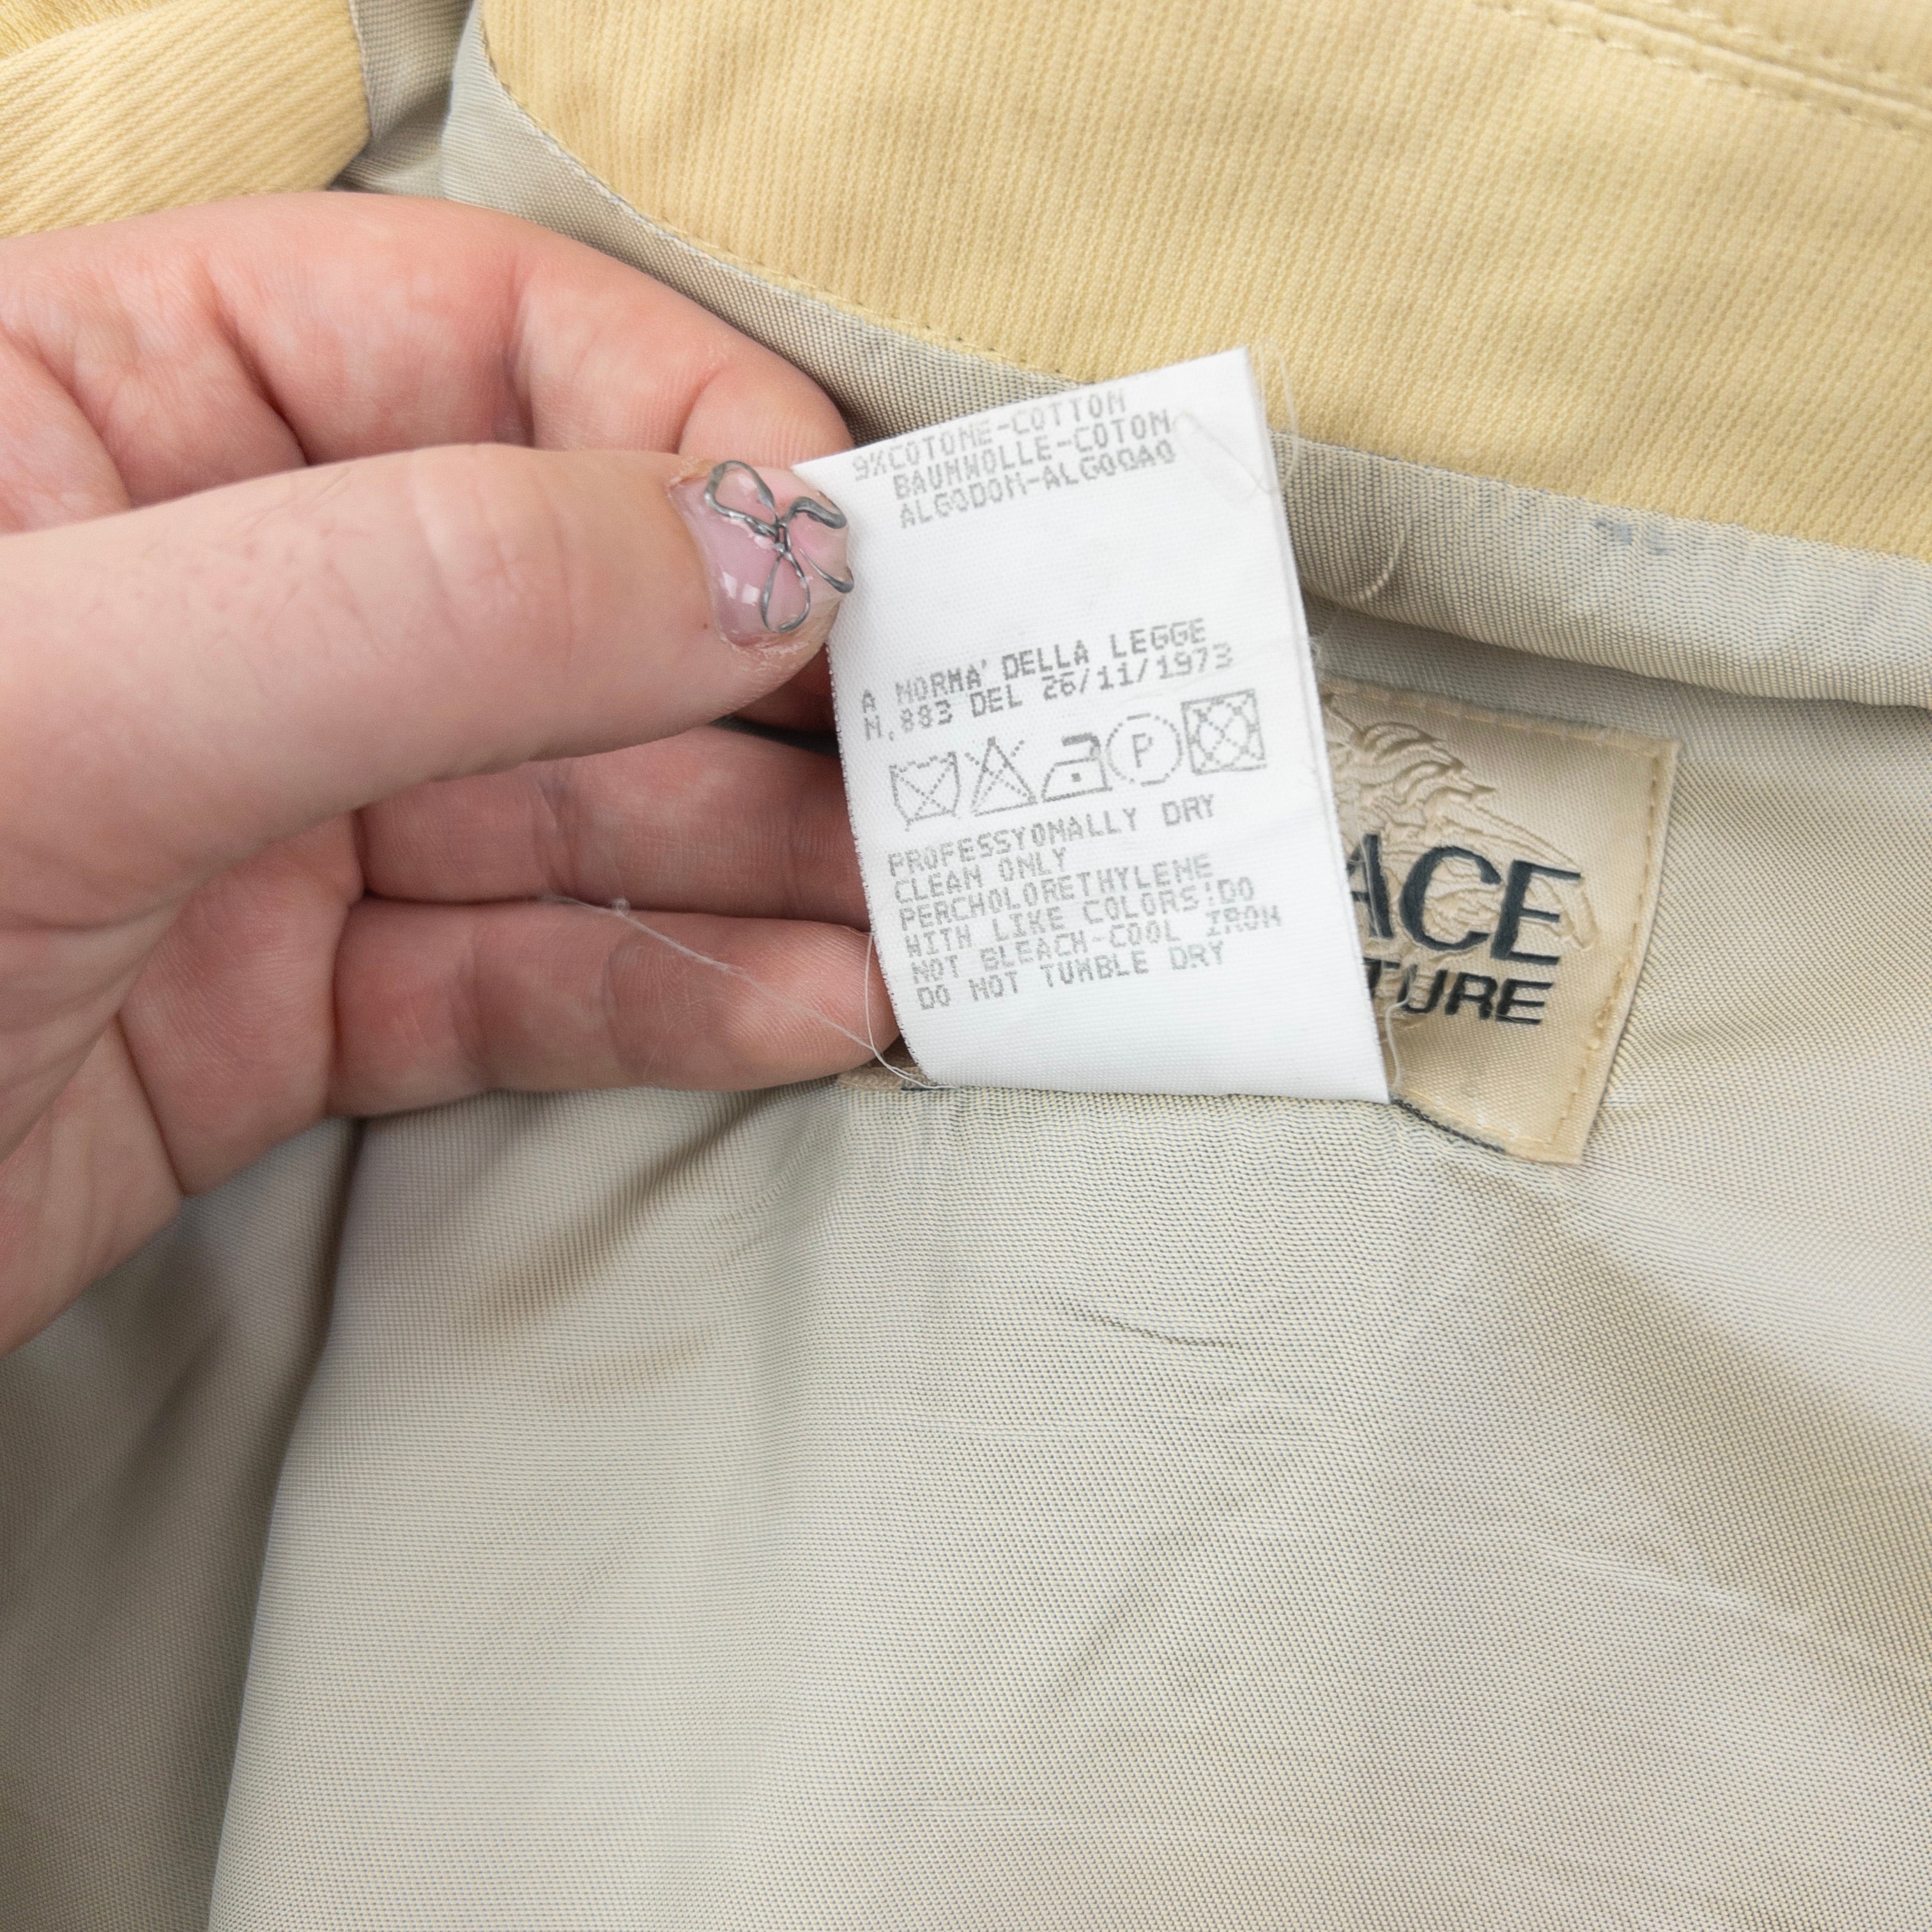 9%COTONE-COTTON
BAUMWOLLE-COTON
ALGODON-ALGODAO
A NORMA' DELLA LEGGE
N.883 DEL 26/11/1973
P
PROFESSYONALLY DRY
CLEAN ONLY
PERCHOLORETHYLENE
WITH LIKE COLORS!DO
NOT BLEACH-COOL IRON
DO NOT TUMBLE DRY
ACE
TURE